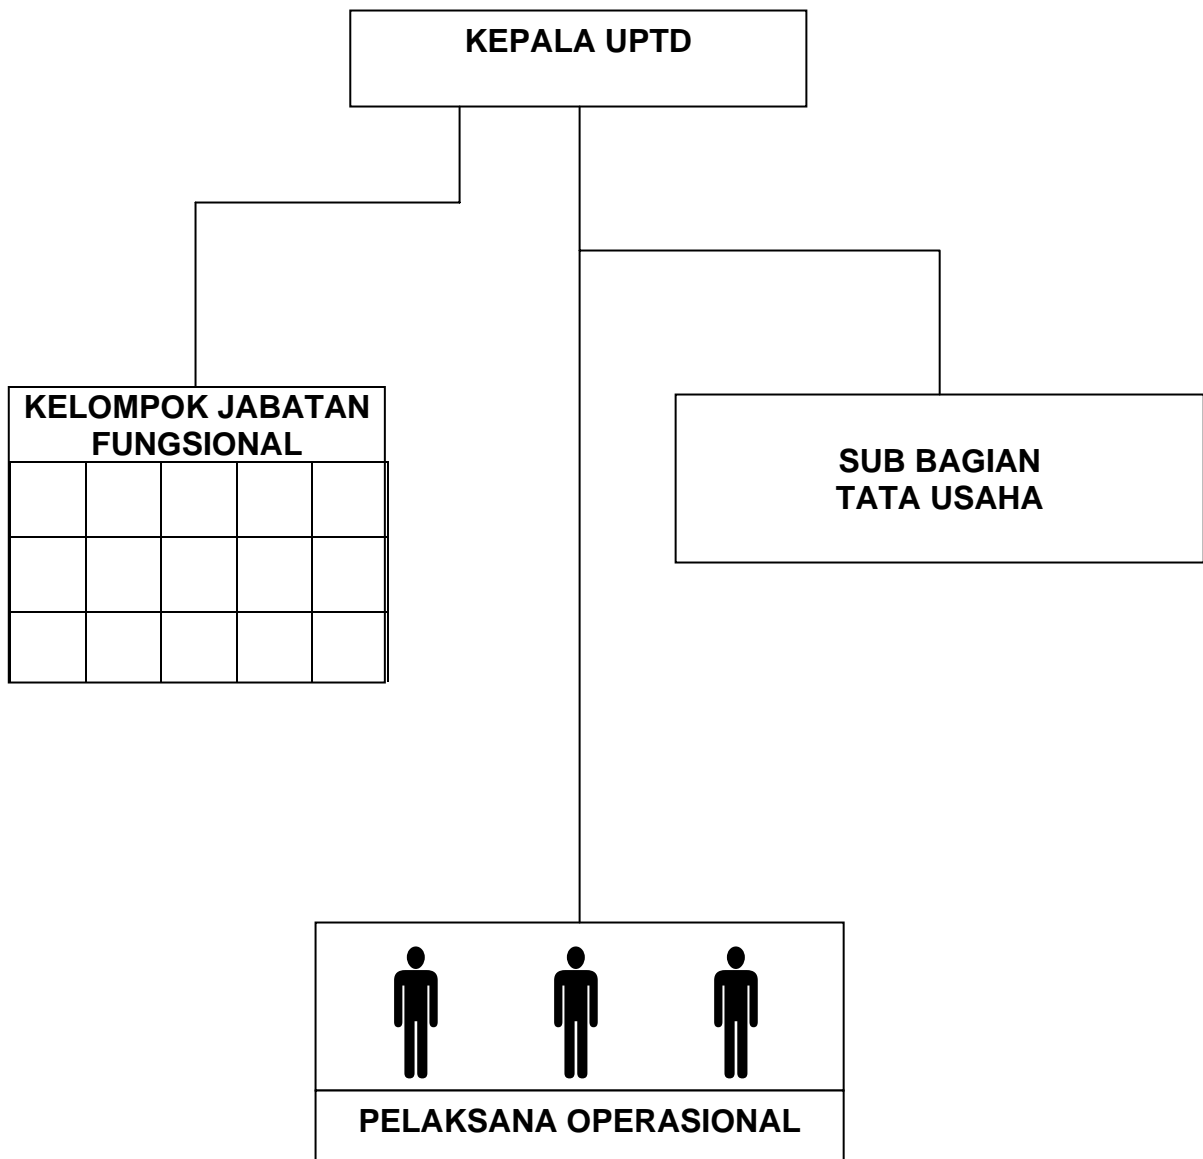 KEPALA UPTD
KELOMPOK JABATAN
FUNGSIONAL
SUB BAGIAN
TATA USAHA
PELAKSANA OPERASIONAL